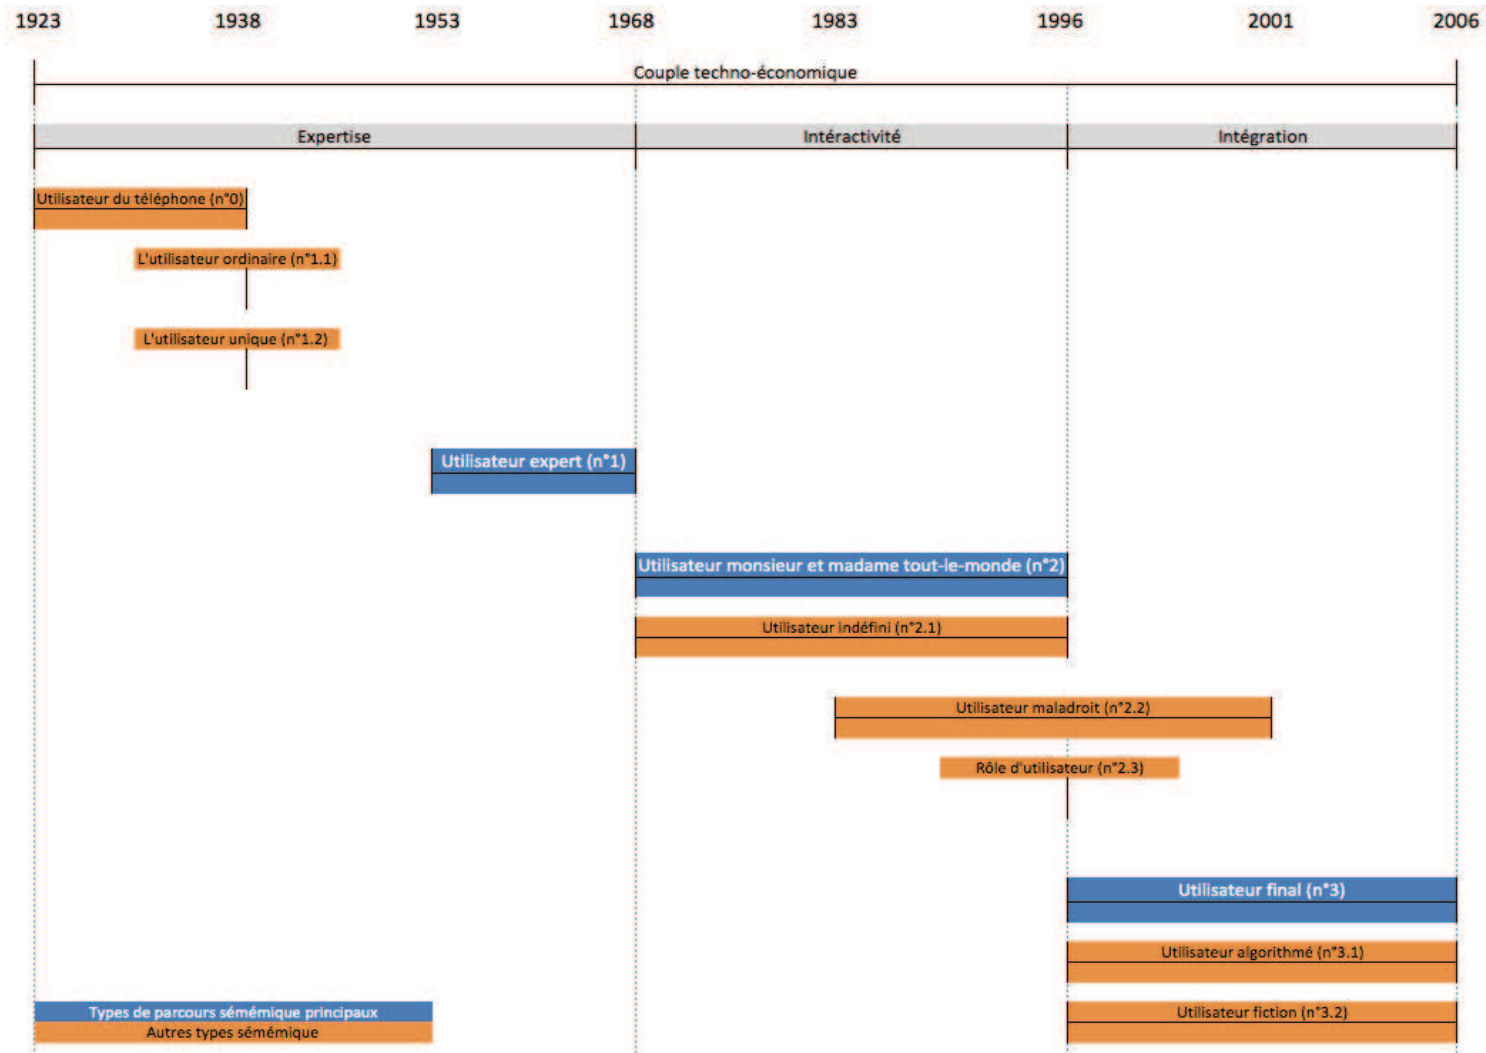 1923 1938 1953 1968 1983 1996 2001 2006
Couple techno-économique
Expertise Intéractivité Intégration
Utilisateur du téléphone (n°0)
L'utilisateur ordinaire (n°1.1)
L'utilisateur unique (n°1.2)
Utilisateur expert (n°1)
Utilisateur monsieur et madame tout-le-monde (n°2)
Utilisateur indéfini (n°2.1)
Utilisateur maladroit (n°2.2)
Rôle d'utilisateur (n°2.3)
Utilisateur final (n°3)
Utilisateur algorithmé (n°3.1)
Utilisateur fiction (n°3.2)
Types de parcours sémémique principaux
Autres types sémémique